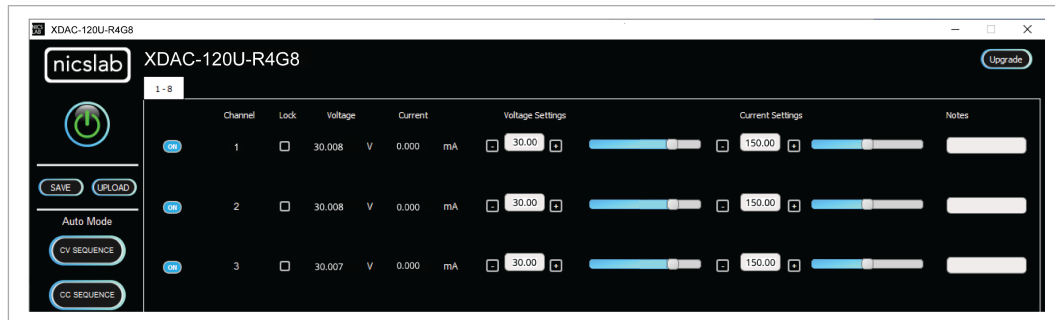 NICS
LAB
XDAC-120U-R4G8
nicslab
XDAC-120U-R4G8
Upgrade
1 - 8
Channel Lock Voltage Current Voltage Settings Current Settings Notes
ON 1 30.008 V 0.000 mA - 30.00 + - 150.00 +
SAVE UPLOAD
ON 2 30.008 V 0.000 mA - 30.00 + - 150.00 +
Auto Mode
CV SEQUENCE
ON 3 30.007 V 0.000 mA - 30.00 + - 150.00 +
CC SEQUENCE